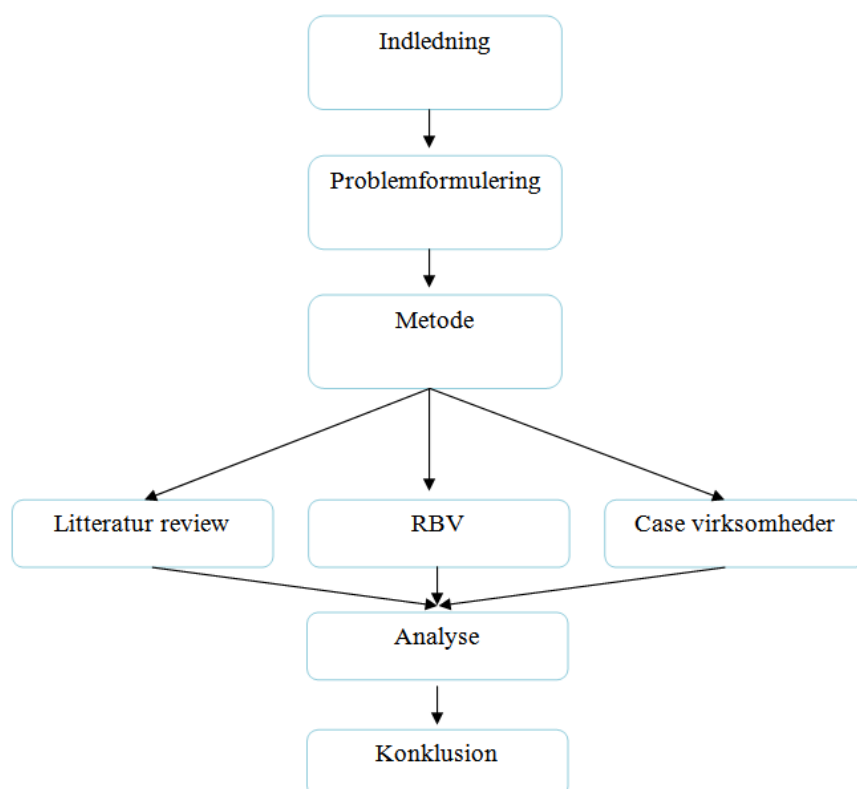 Indledning
Problemformulering
Metode
Litteratur review
RBV
Case virksomheder
Analyse
Konklusion